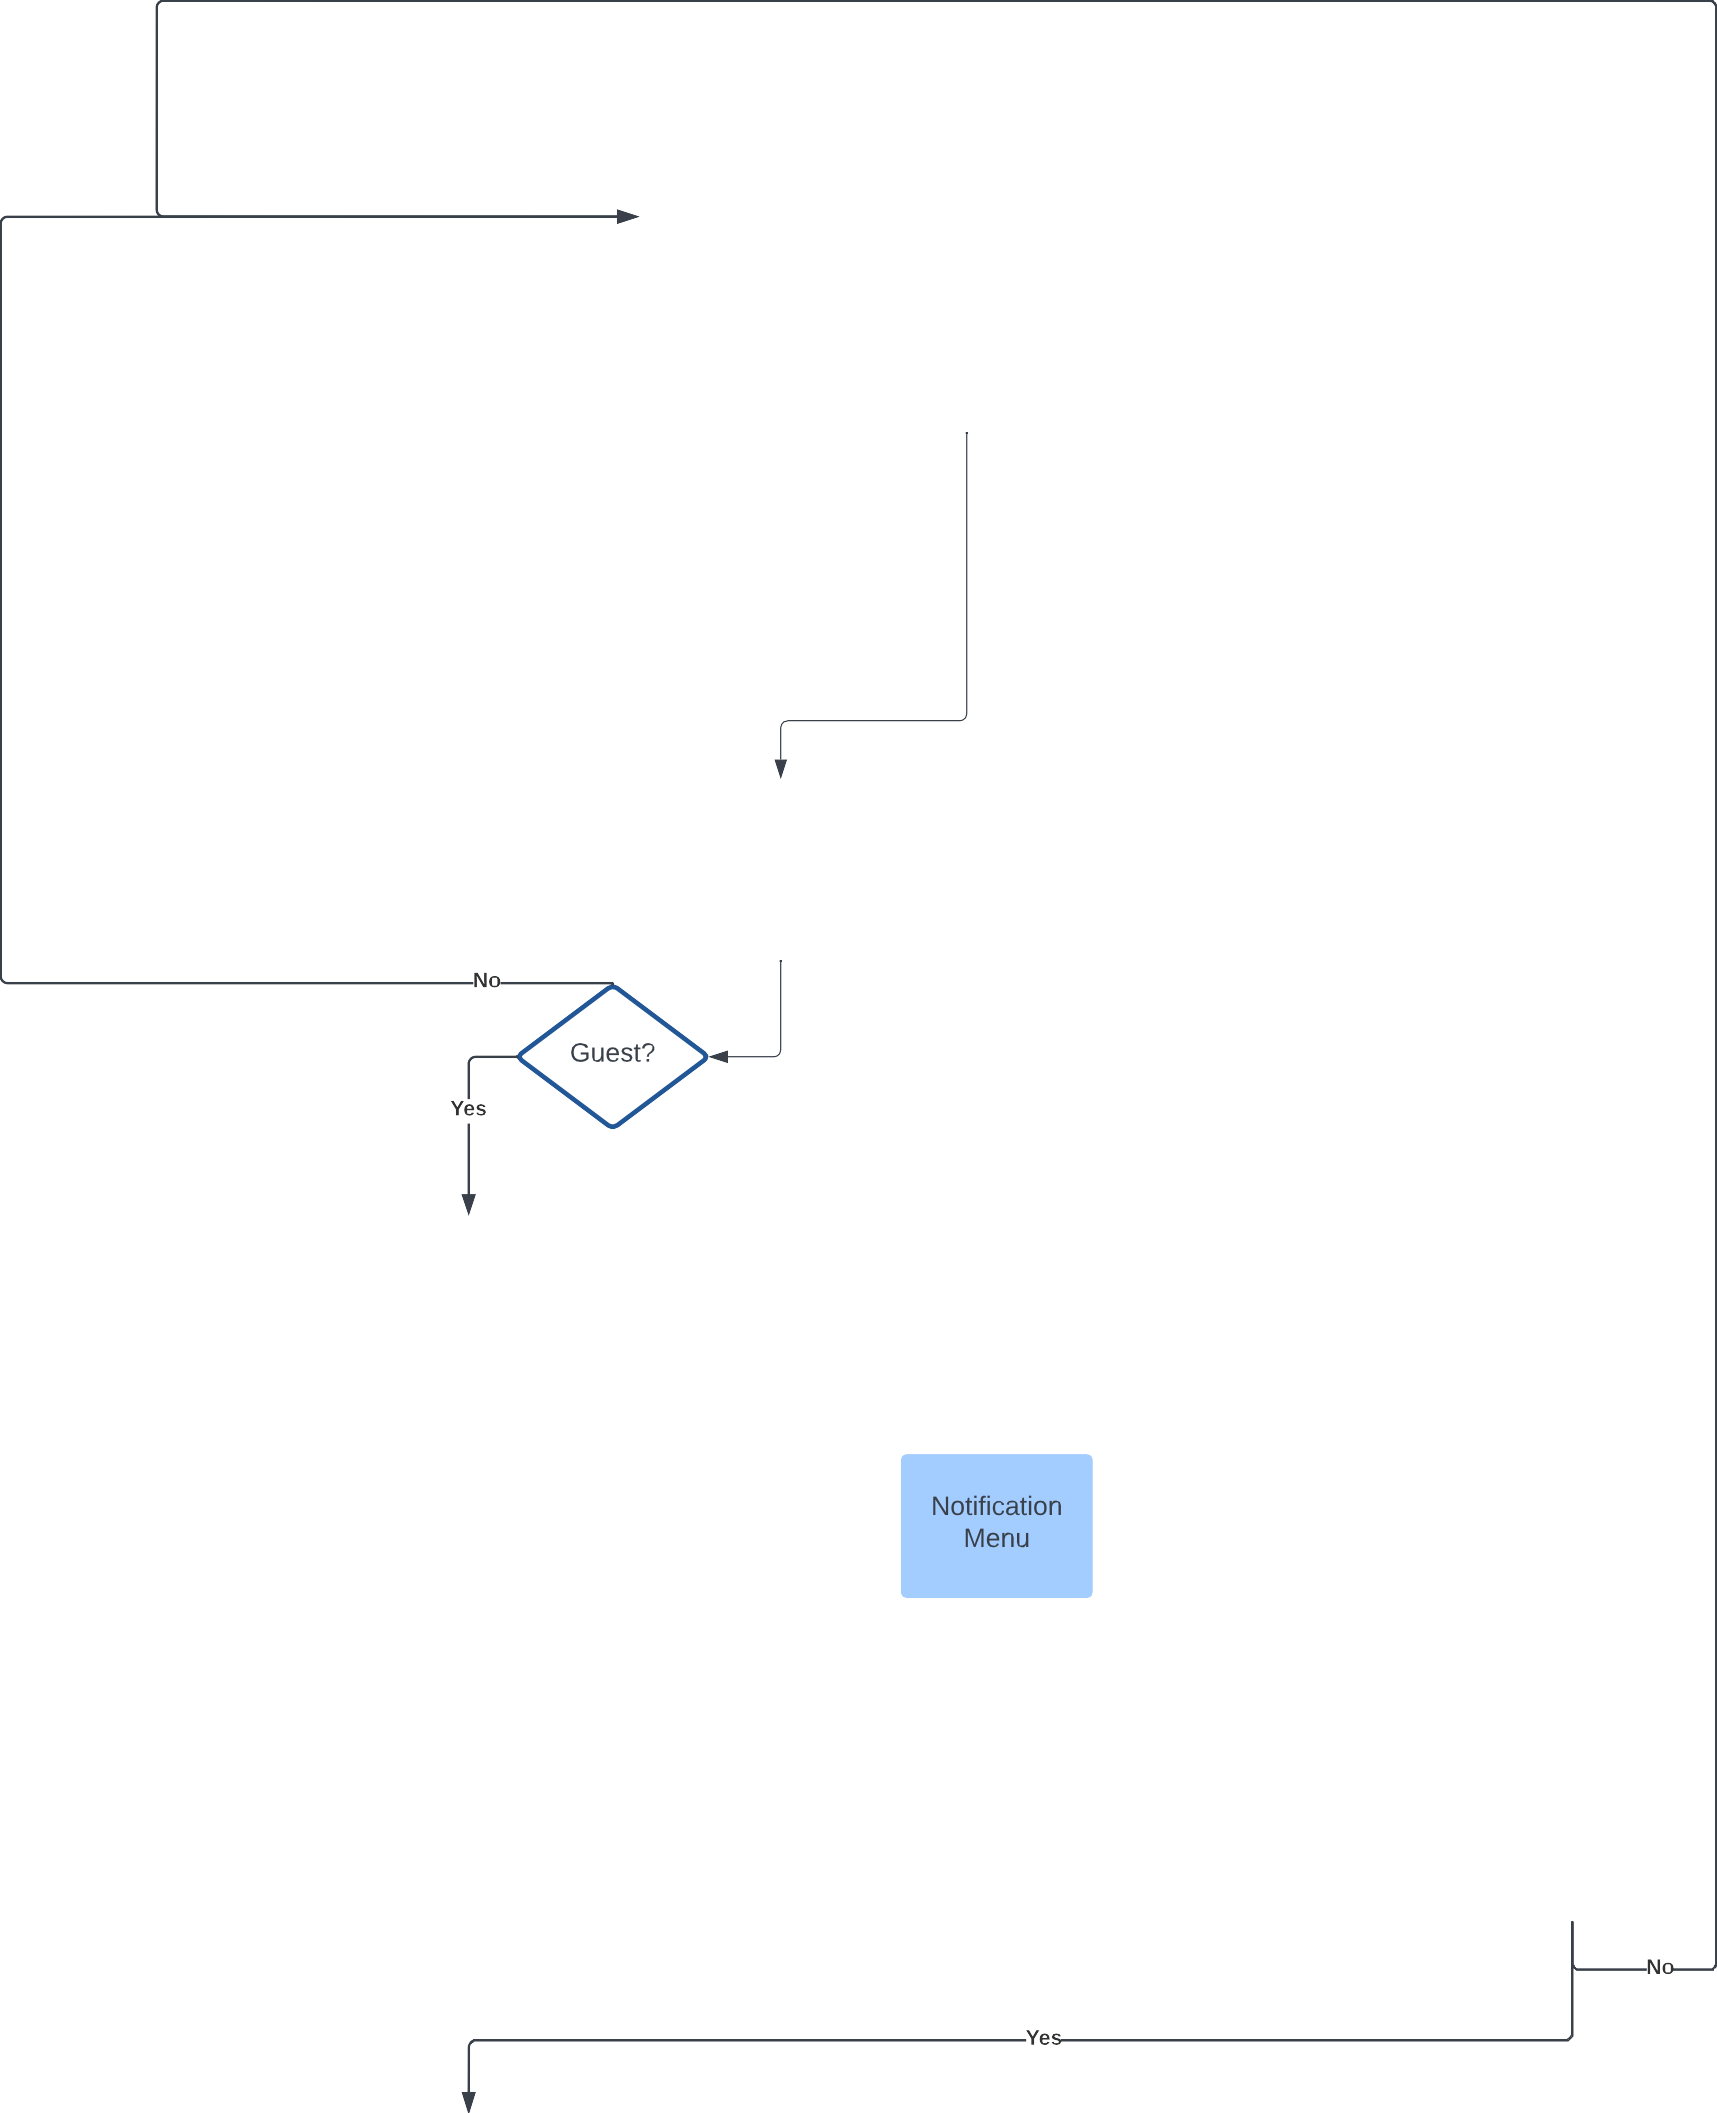 No
Guest?
Yes
Notification
Menu
No
Yes